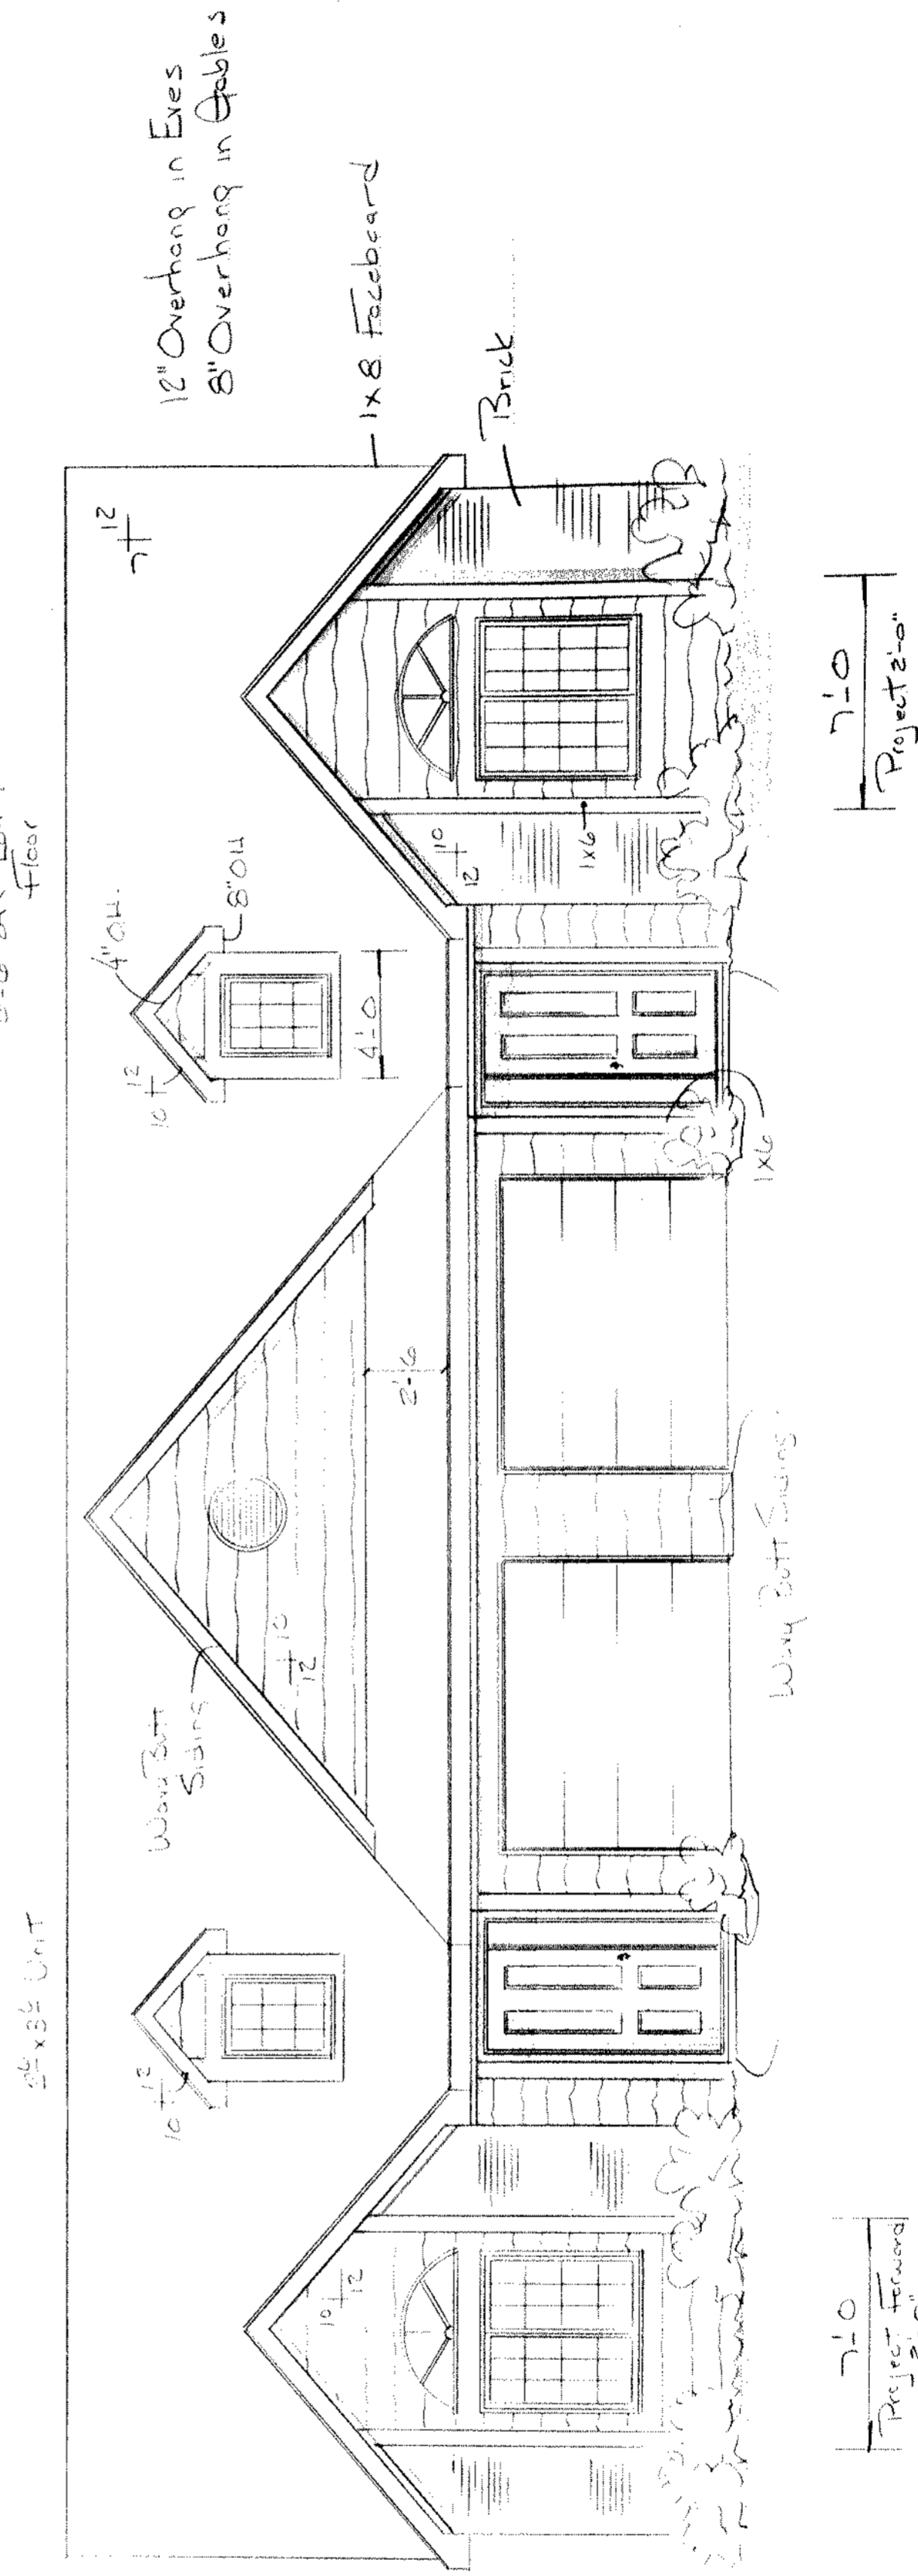 12" Overhang in Eves
8" Overhang in Gables
1x8 Faceboard
Brick
7 12
Floor
4" O.H.
8" O.H.
10 12
4'-0
10
12
1x6
1x6
7'-0
Project 2'-0"
Wavy Butt
Siding
10
12
2'-6
Wavy Butt Siding
Unit
10 12
10
12
7'-0
Project Forward